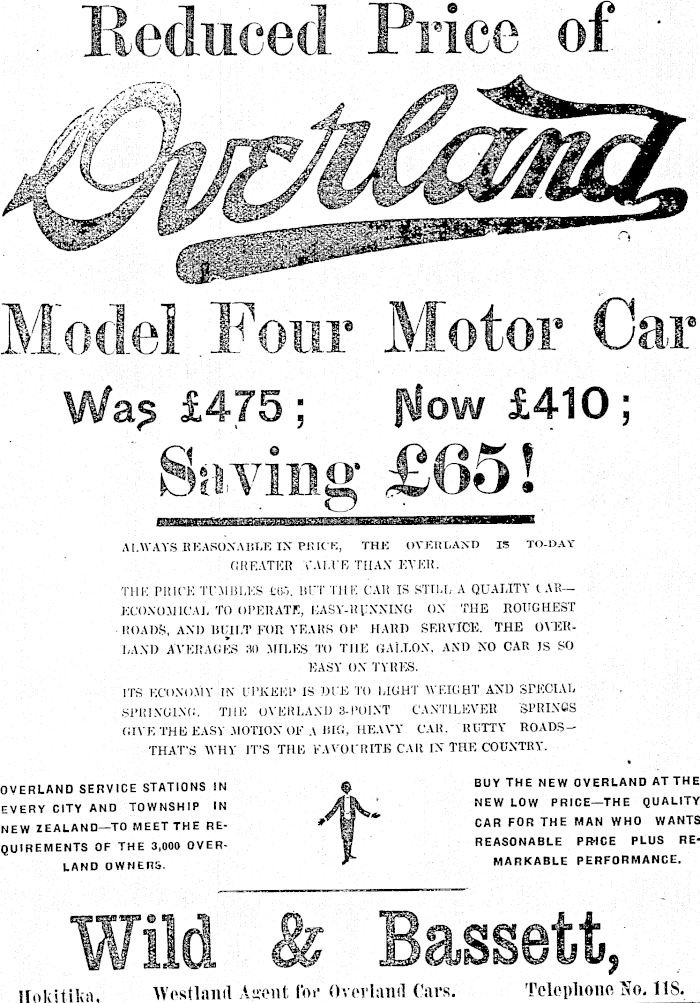 Reduced Price of
Overland
Model Four Motor Car
Was £475; Now £410;
Saving £65!
ALWAYS REASONABLE IN PRICE, THE OVERLAND IS TO-DAY
GREATER VALUE THAN EVER.
THE PRICE TUMBLES £65, BUT THE CAR IS STILL A QUALITY CAR—
ECONOMICAL TO OPERATE, EASY-RUNNING ON THE ROUGHEST
ROADS, AND BUILT FOR YEARS OF HARD SERVICE. THE OVER-
LAND AVERAGES 30 MILES TO THE GALLON, AND NO CAR IS SO
EASY ON TYRES.
ITS ECONOMY IN UPKEEP IS DUE TO LIGHT WEIGHT AND SPECIAL
SPRINGING. THE OVERLAND 3-POINT CANTILEVER SPRINGS
GIVE THE EASY MOTION OF A BIG, HEAVY CAR. RUTTY ROADS—
THAT'S WHY IT'S THE FAVOURITE CAR IN THE COUNTRY.
OVERLAND SERVICE STATIONS IN
EVERY CITY AND TOWNSHIP IN
NEW ZEALAND—TO MEET THE RE-
QUIREMENTS OF THE 3,000 OVER-
LAND OWNERS.
BUY THE NEW OVERLAND AT THE
NEW LOW PRICE—THE QUALITY
CAR FOR THE MAN WHO WANTS
REASONABLE PRICE PLUS RE-
MARKABLE PERFORMANCE.
Wild & Bassett,
Hokitika, Westland Agent for Overland Cars. Telephone No. 118.